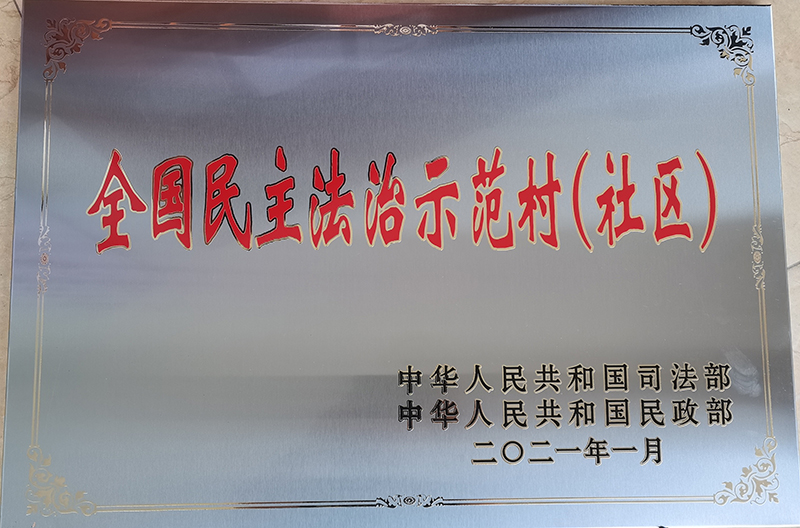 全国民主法治示范村(社区)
中华人民共和国司法部
中华人民共和国民政部
二〇二一年一月